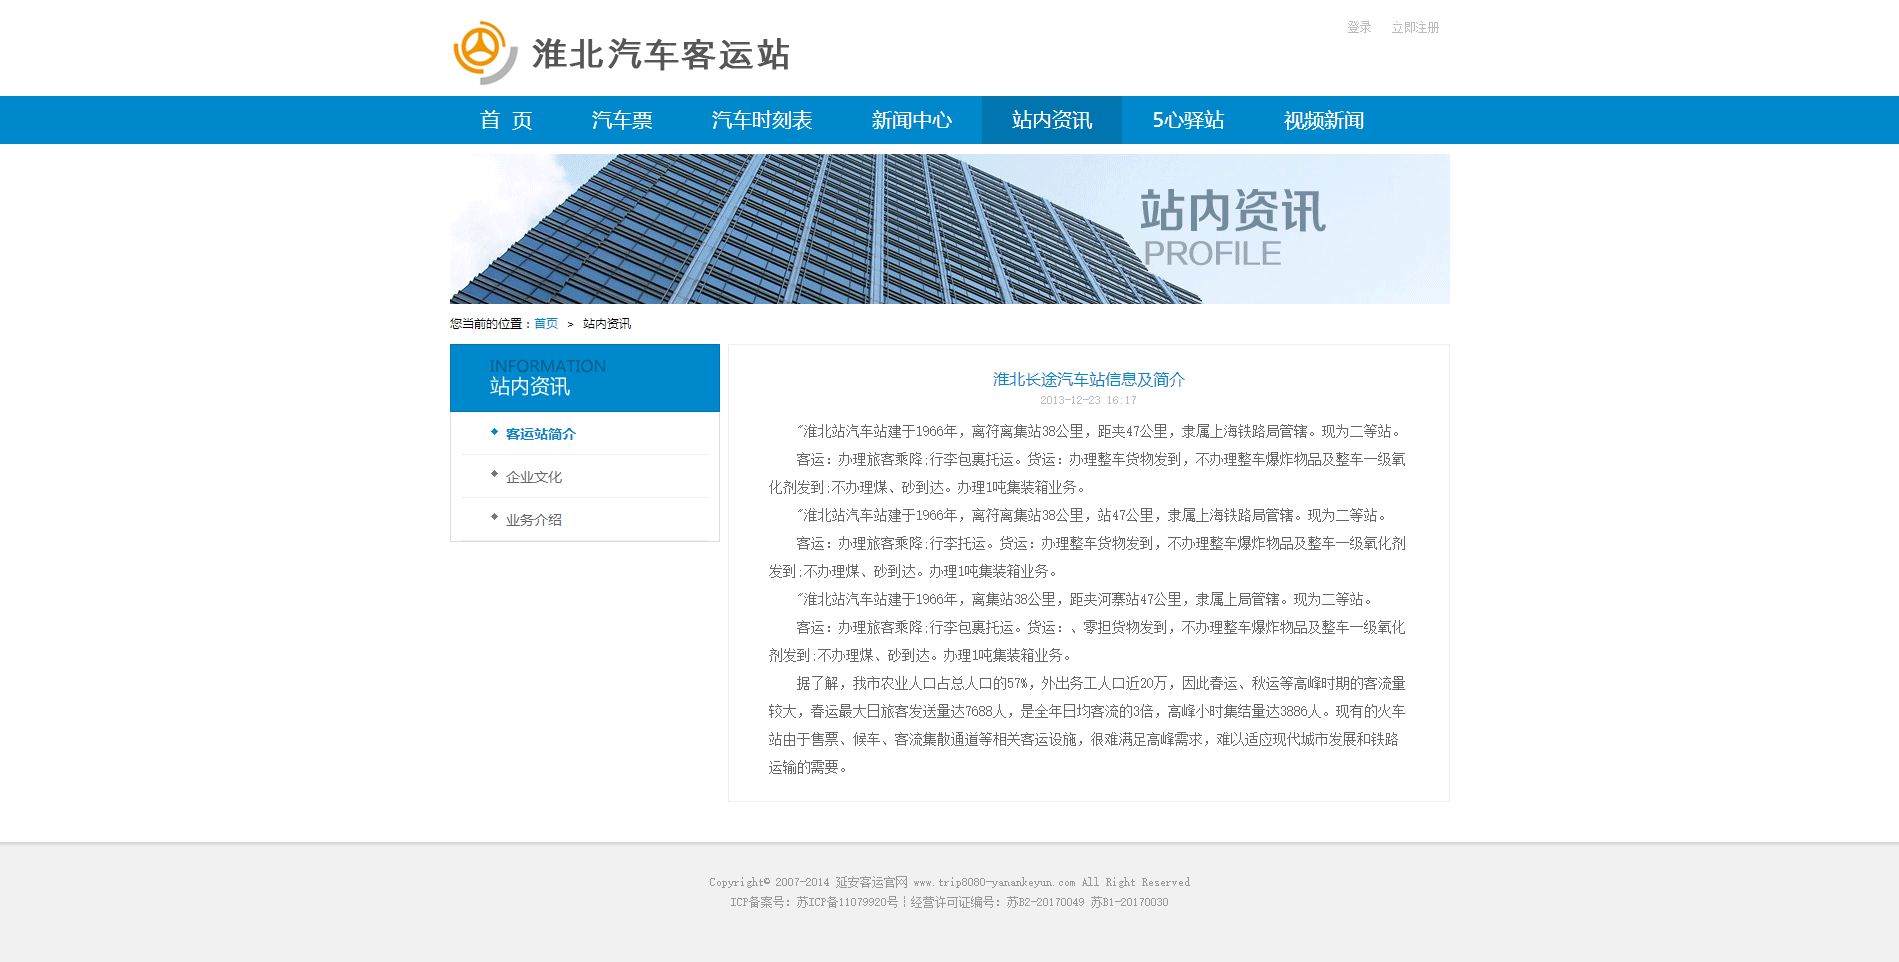 淮北汽车客运站
登录 立即注册
首 页 汽车票 汽车时刻表 新闻中心 站内资讯 5心驿站 视频新闻
站内资讯
PROFILE
您当前的位置：首页 > 站内资讯
INFORMATION
站内资讯
客运站简介
企业文化
业务介绍
淮北长途汽车站信息及简介
2013-12-23 16:17
"淮北站汽车站建于1966年，离符离集站38公里，距夹47公里，隶属上海铁路局管辖。现为二等站。
客运：办理旅客乘降;行李包裹托运。货运：办理整车货物发到，不办理整车爆炸物品及整车一级氧
化剂发到;不办理煤、砂到达。办理1吨集装箱业务。
"淮北站汽车站建于1966年，离符离集站38公里，站47公里，隶属上海铁路局管辖。现为二等站。
客运：办理旅客乘降;行李托运。货运：办理整车货物发到，不办理整车爆炸物品及整车一级氧化剂
发到;不办理煤、砂到达。办理1吨集装箱业务。
"淮北站汽车站建于1966年，离集站38公里，距夹河寨站47公里，隶属上局管辖。现为二等站。
客运：办理旅客乘降;行李包裹托运。货运：、零担货物发到，不办理整车爆炸物品及整车一级氧化
剂发到;不办理煤、砂到达。办理1吨集装箱业务。
据了解，我市农业人口占总人口的57%，外出务工人口近20万，因此春运、秋运等高峰时期的客流量
较大，春运最大日旅客发送量达7688人，是全年日均客流的3倍，高峰小时集结量达3886人。现有的火车
站由于售票、候车、客流集散通道等相关客运设施，很难满足高峰需求，难以适应现代城市发展和铁路
运输的需要。
Copyright© 2007-2014 延安客运官网 www.trip8080-yanankeyun.com All Right Reserved
ICP备案号：苏ICP备11079920号┆经营许可证编号：苏B2-20170049 苏B1-20170030